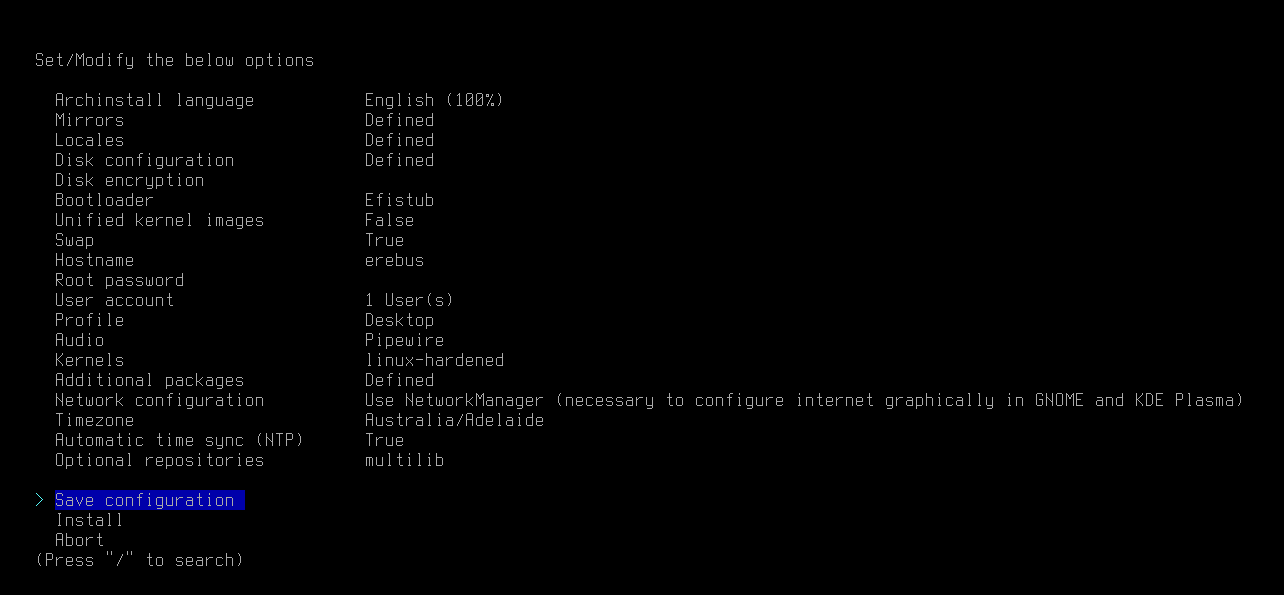 Set/Modify the below options
Archinstall language English (100%)
Mirrors Defined
Locales Defined
Disk configuration Defined
Disk encryption
Bootloader Efistub
Unified kernel images False
Swap True
Hostname erebus
Root password
User account 1 User(s)
Profile Desktop
Audio Pipewire
Kernels linux-hardened
Additional packages Defined
Network configuration Use NetworkManager (necessary to configure internet graphically in GNOME and KDE Plasma)
Timezone Australia/Adelaide
Automatic time sync (NTP) True
Optional repositories multilib
> Save configuration
Install
Abort
(Press "/" to search)